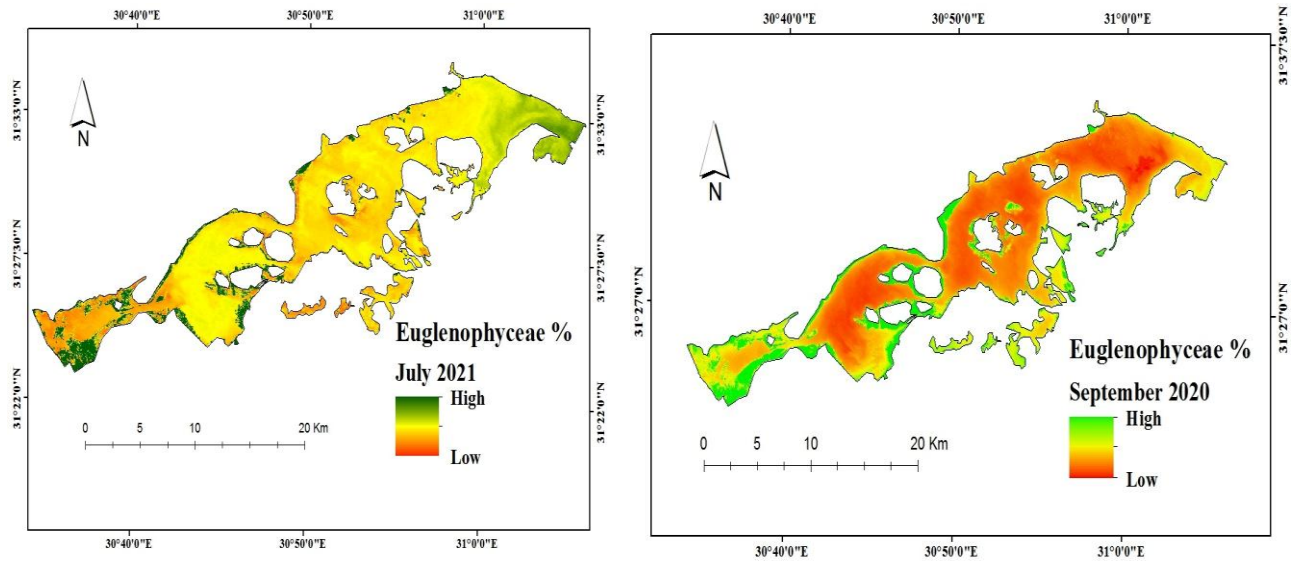 30°40'0"E 30°50'0"E 31°0'0"E
31°33'0"N
31°27'30"N
31°22'0"N
N
Euglenophyceae %
July 2021
High
Low
0 5 10 20 Km
31°33'0"N
31°27'30"N
31°22'0"N
30°40'0"E 30°50'0"E 31°0'0"E
30°40'0"E 30°50'0"E 31°0'0"E
31°37'30"N
31°27'0"N
N
Euglenophyceae %
September 2020
High
Low
0 5 10 20 Km
31°27'0"N
30°40'0"E 30°50'0"E 31°0'0"E